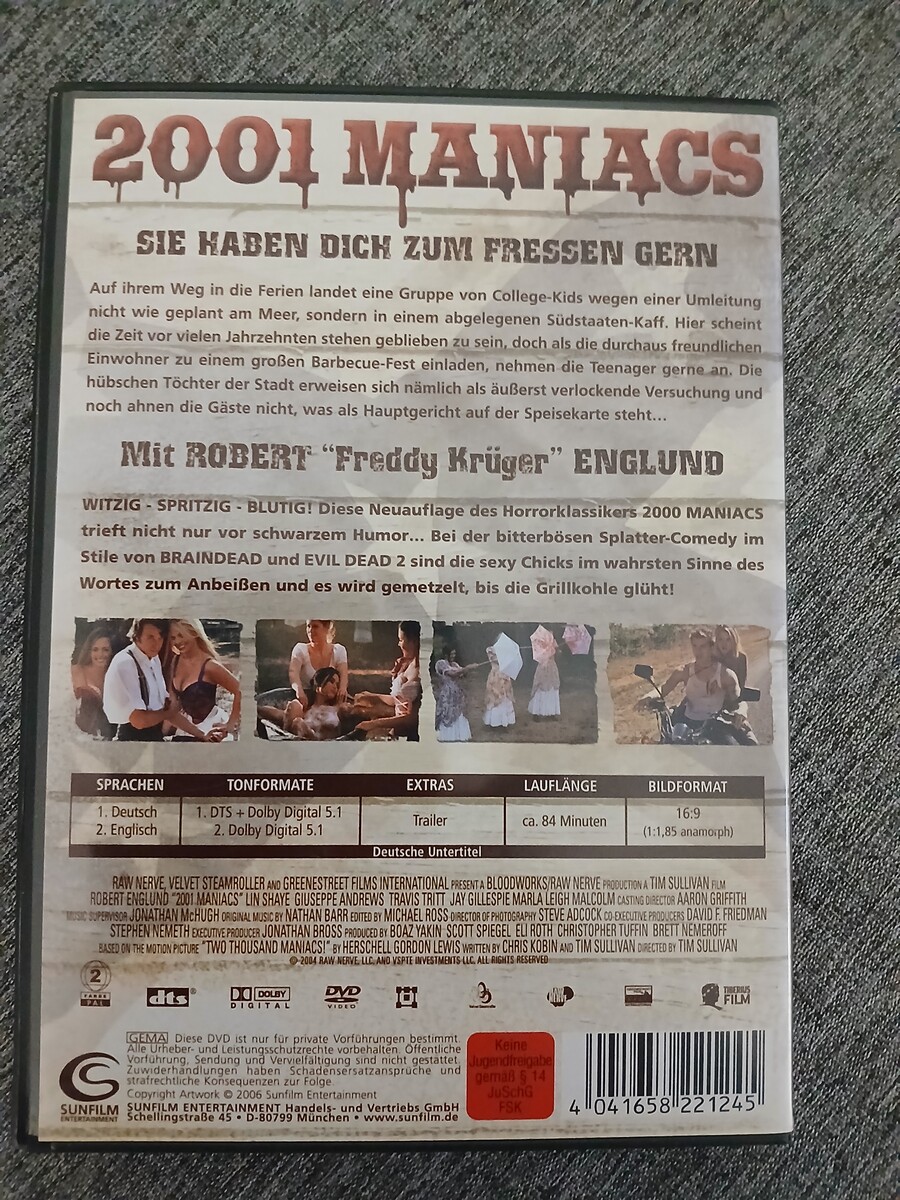 2001 MANIACS
SIE HABEN DICH ZUM FRESSEN GERN
Auf ihrem Weg in die Ferien landet eine Gruppe von College-Kids wegen einer Umleitung
nicht wie geplant am Meer, sondern in einem abgelegenen Südstaaten-Kaff. Hier scheint
die Zeit vor vielen Jahrzehnten stehen geblieben zu sein, doch als die durchaus freundlichen
Einwohner zu einem großen Barbecue-Fest einladen, nehmen die Teenager gerne an. Die
hübschen Töchter der Stadt erweisen sich nämlich als äußerst verlockende Versuchung und
noch ahnen die Gäste nicht, was als Hauptgericht auf der Speisekarte steht...
Mit ROBERT "Freddy Krüger" ENGLUND
WITZIG - SPRITZIG - BLUTIG! Diese Neuauflage des Horrorklassikers 2000 MANIACS
trieft nicht nur vor schwarzem Humor... Bei der bitterbösen Splatter-Comedy im
Stile von BRAINDEAD und EVIL DEAD 2 sind die sexy Chicks im wahrsten Sinne des
Wortes zum Anbeißen und es wird gemetzelt, bis die Grillkohle glüht!
SPRACHEN TONFORMATE EXTRAS LAUFLÄNGE BILDFORMAT
1. Deutsch 1. DTS + Dolby Digital 5.1 Trailer ca. 84 Minuten 16:9
2. Englisch 2. Dolby Digital 5.1 (1:1,85 anamorph)
Deutsche Untertitel
RAW NERVE, VELVET STEAMROLLER AND GREENESTREET FILMS INTERNATIONAL PRESENT A BLOODWORKS/RAW NERVE PRODUCTION A TIM SULLIVAN FILM
ROBERT ENGLUND "2001 MANIACS" LIN SHAYE GIUSEPPE ANDREWS TRAVIS TRITT JAY GILLESPIE MARLA LEIGH MALCOLM CASTING DIRECTOR AARON GRIFFITH
MUSIC SUPERVISOR JONATHAN McHUGH ORIGINAL MUSIC BY NATHAN BARR EDITED BY MICHAEL ROSS DIRECTOR OF PHOTOGRAPHY STEVE ADCOCK CO-EXECUTIVE PRODUCERS DAVID F. FRIEDMAN
STEPHEN NEMETH EXECUTIVE PRODUCER JONATHAN BROSS PRODUCED BY BOAZ YAKIN SCOTT SPIEGEL ELI ROTH CHRISTOPHER TUFFIN BRETT NEMEROFF
BASED ON THE MOTION PICTURE "TWO THOUSAND MANIACS!" BY HERSCHELL GORDON LEWIS WRITTEN BY CHRIS KOBIN AND TIM SULLIVAN DIRECTED BY TIM SULLIVAN
© 2004 RAW NERVE, LLC. AND VSPTE INVESTMENTS LLC. ALL RIGHTS RESERVED
2
FARBE
PAL
dts
DOLBY
DIGITAL
DVD
VIDEO
TIBERIUS
FILM
GEMA Diese DVD ist nur für private Vorführungen bestimmt.
Alle Urheber- und Leistungsschutzrechte vorbehalten. Öffentliche
Vorführung, Sendung und Vervielfältigung sind nicht gestattet.
Zuwiderhandlungen haben Schadensersatzansprüche und
strafrechtliche Konsequenzen zur Folge.
Copyright Artwork © 2006 Sunfilm Entertainment
SUNFILM ENTERTAINMENT Handels- und Vertriebs GmbH
Schellingstraße 45 • D-80799 München • www.sunfilm.de
SUNFILM
ENTERTAINMENT
Keine
Jugendfreigabe
gemäß § 14
JuSchG
FSK
4 041658 221245